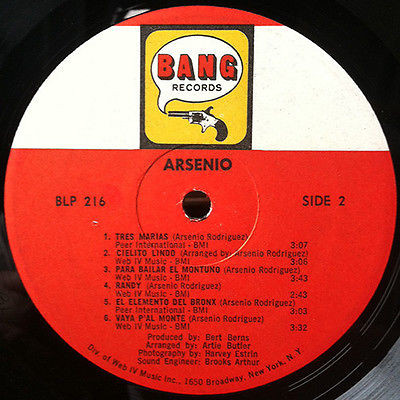 BANG
RECORDS
ARSENIO
BLP 216
SIDE 2
1. TRES MARIAS (Arsenio Rodriguez)
Peer International - BMI 3:07
2. CIELITO LINDO (Arranged by: Arsenio Rodriguez)
Web IV Music - BMI 3:06
3. PARA BAILAR EL MONTUNO (Arsenio Rodriguez)
Web IV Music - BMI 3:43
4. RANDY (Arsenio Rodriguez)
Web IV Music - BMI 2:43
5. EL ELEMENTO DEL BRONX (Arsenio Rodriguez)
Peer International - BMI 2:43
6. VAYA P'AL MONTE (Arsenio Rodriguez)
Web IV Music - BMI 3:32
Produced by: Bert Berns
Arranged by: Artie Butler
Photography by: Harvey Estrin
Sound Engineer: Brooks Arthur
Div. of Web IV Music Inc., 1650 Broadway, New York, N.Y.